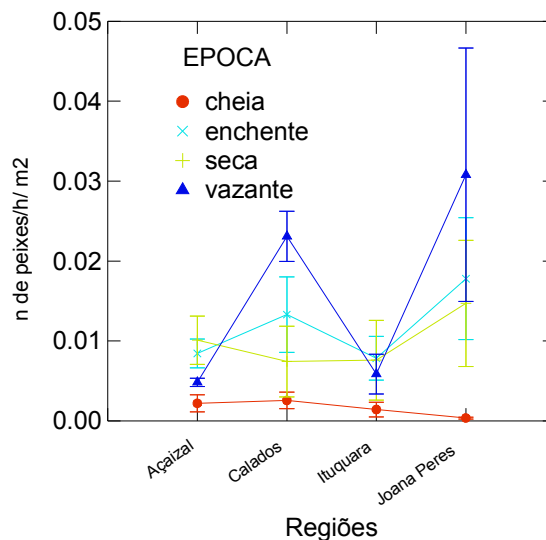 0.05
0.04
0.03
0.02
0.01
0.00
n de peixes/h/ m2
EPOCA
cheia
enchente
seca
vazante
Açaizal
Calados
Ituquara
Joana Peres
Regiões